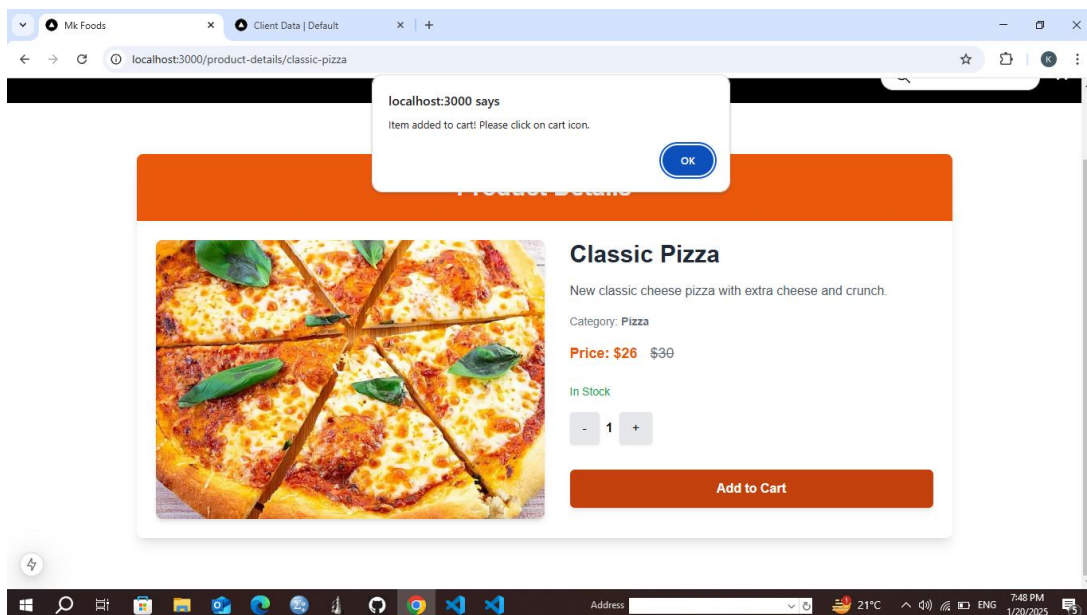 Mk Foods
Client Data | Default
localhost:3000/product-details/classic-pizza
K
localhost:3000 says
Item added to cart! Please click on cart icon.
OK
Product Details
Classic Pizza
New classic cheese pizza with extra cheese and crunch.
Category: Pizza
Price: $26 $30
In Stock
- 1 +
Add to Cart
Address
21°C
ENG
7:48 PM
1/20/2025